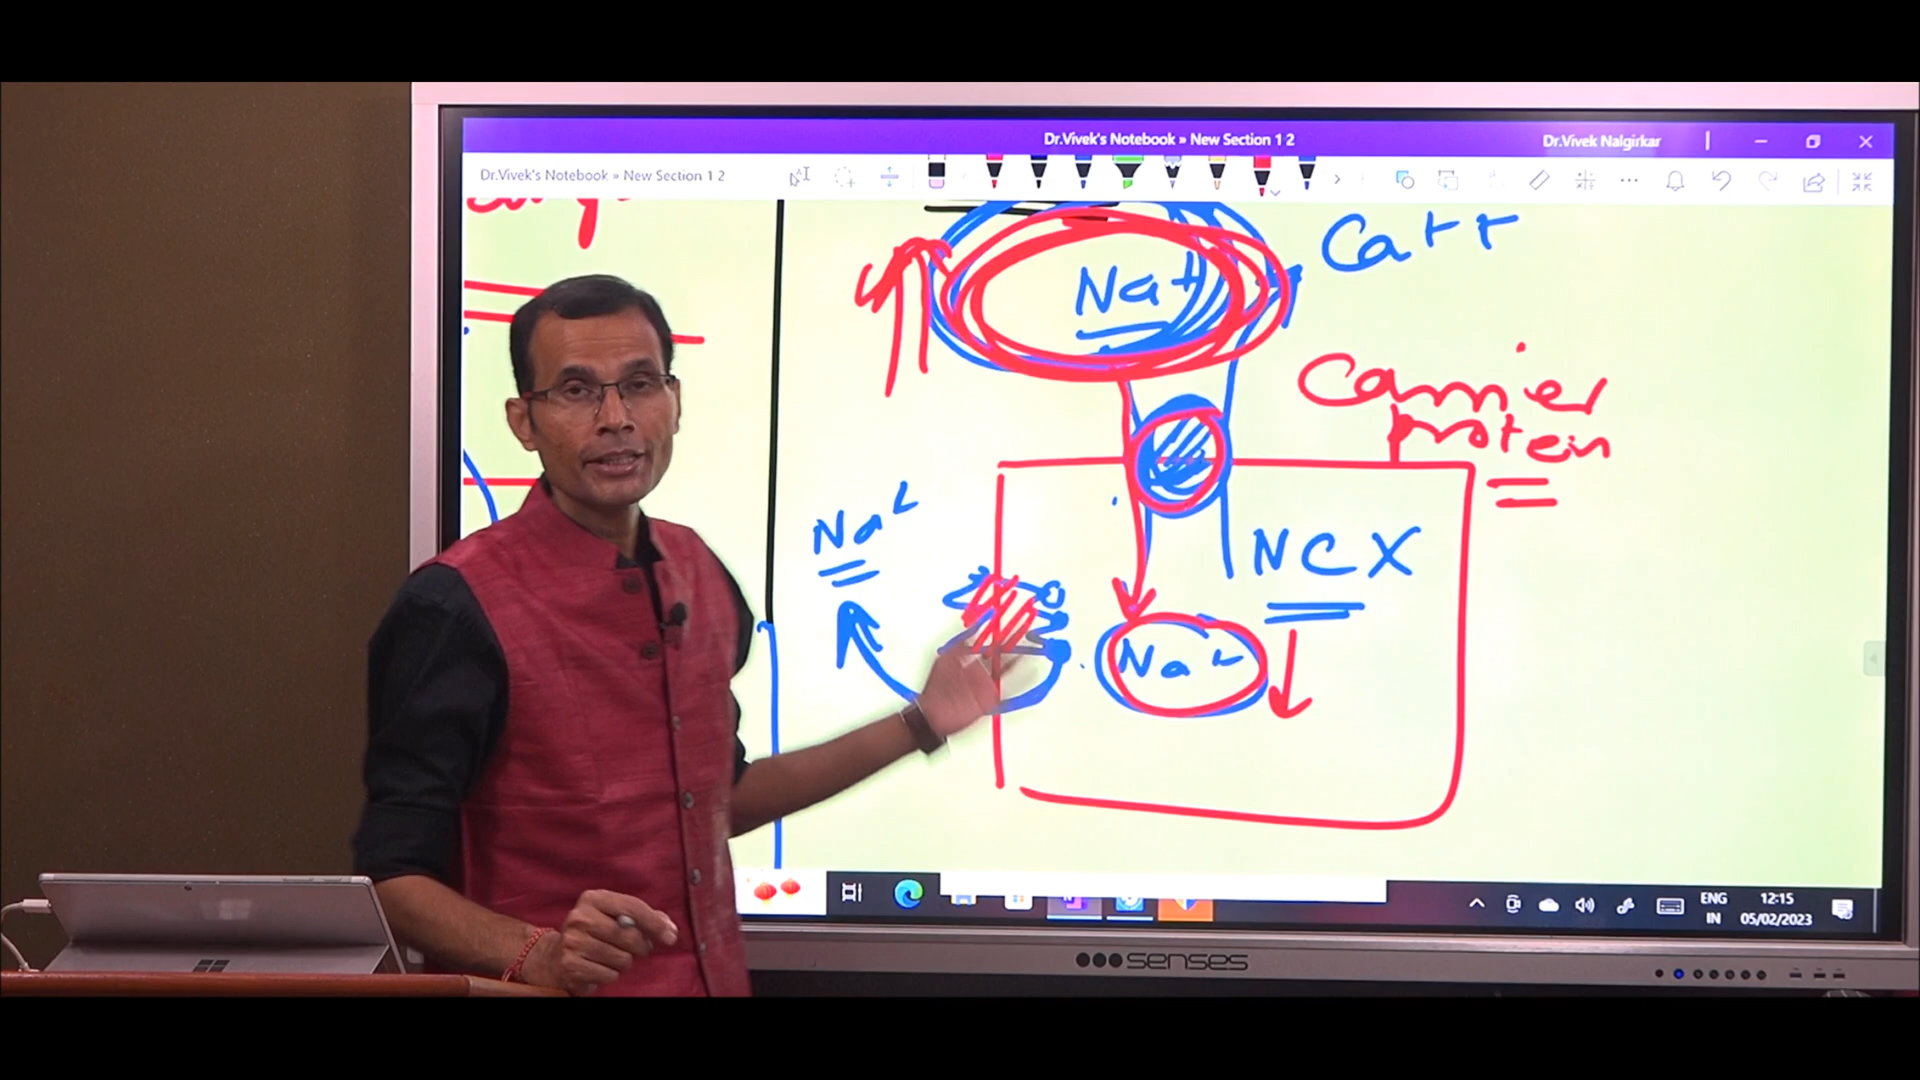 Dr.Vivek's Notebook » New Section 1 2
Dr.Vivek Nalgirkar
Dr.Vivek's Notebook » New Section 1 2
Na+
Ca++
Carrier
protein
Na+
NCX
Na+
ENG
IN
12:15
05/02/2023
senses